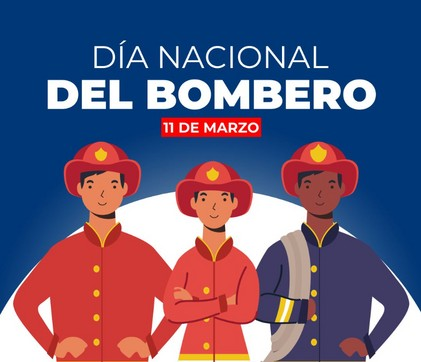 DÍA NACIONAL
DEL BOMBERO
11 DE MARZO